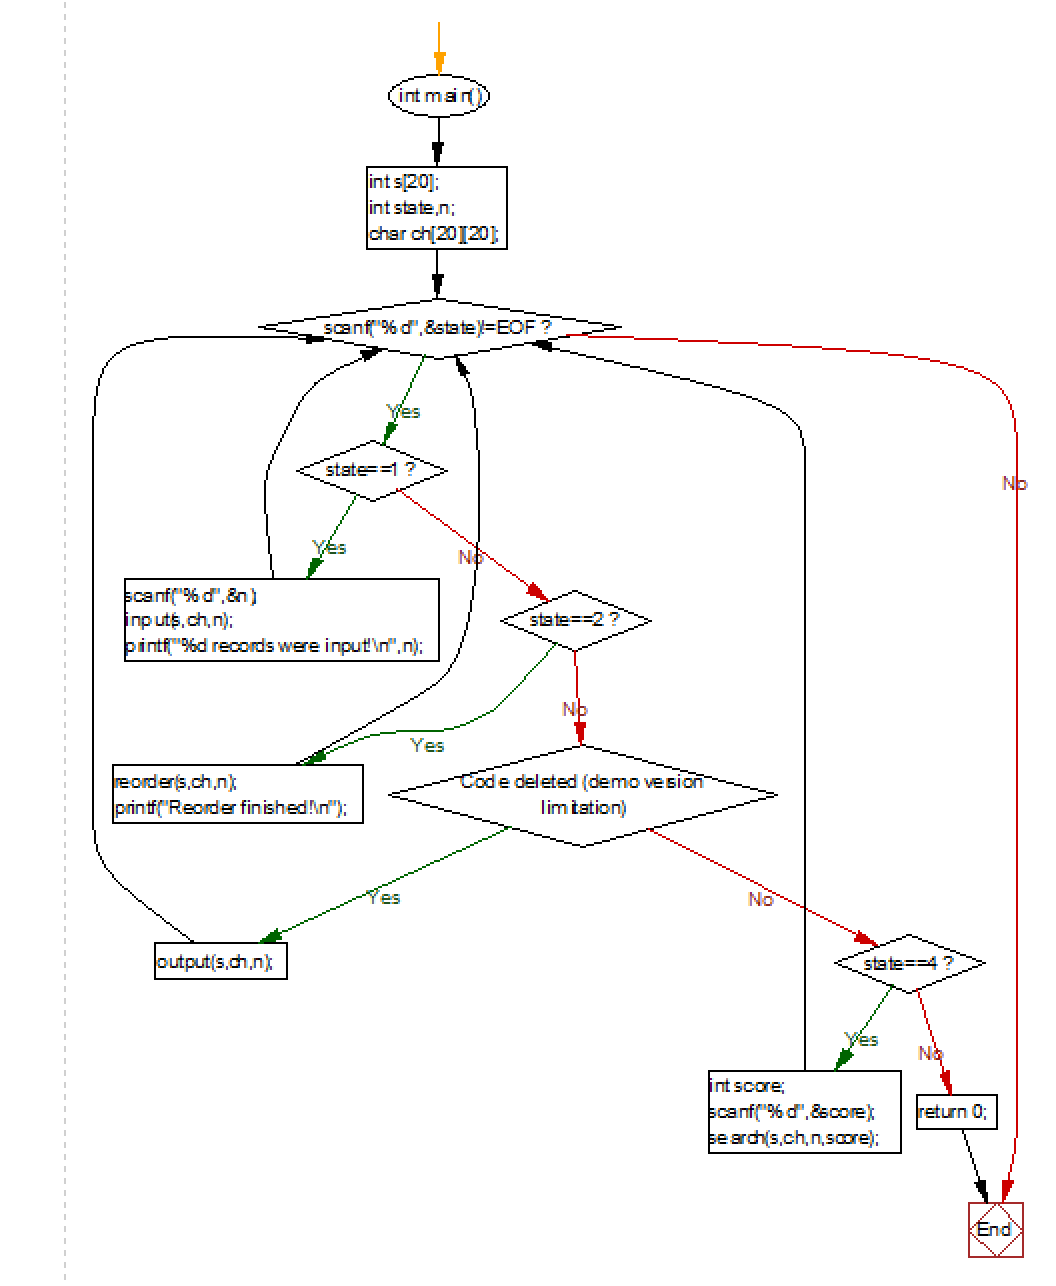 int main()
int s[20];
int state,n;
char ch[20][20];
scanf("%d",&state)!=EOF ?
Yes
No
state==1 ?
Yes
No
scanf("%d",&n)
input(s,ch,n);
printf("%d records were input!\n",n);
state==2 ?
No
Yes
reorder(s,ch,n);
printf("Reorder finished!\n");
Code deleted (demo version
limitation)
Yes
No
output(s,ch,n);
state==4 ?
Yes
No
int score;
scanf("%d",&score);
search(s,ch,n,score);
return 0;
End